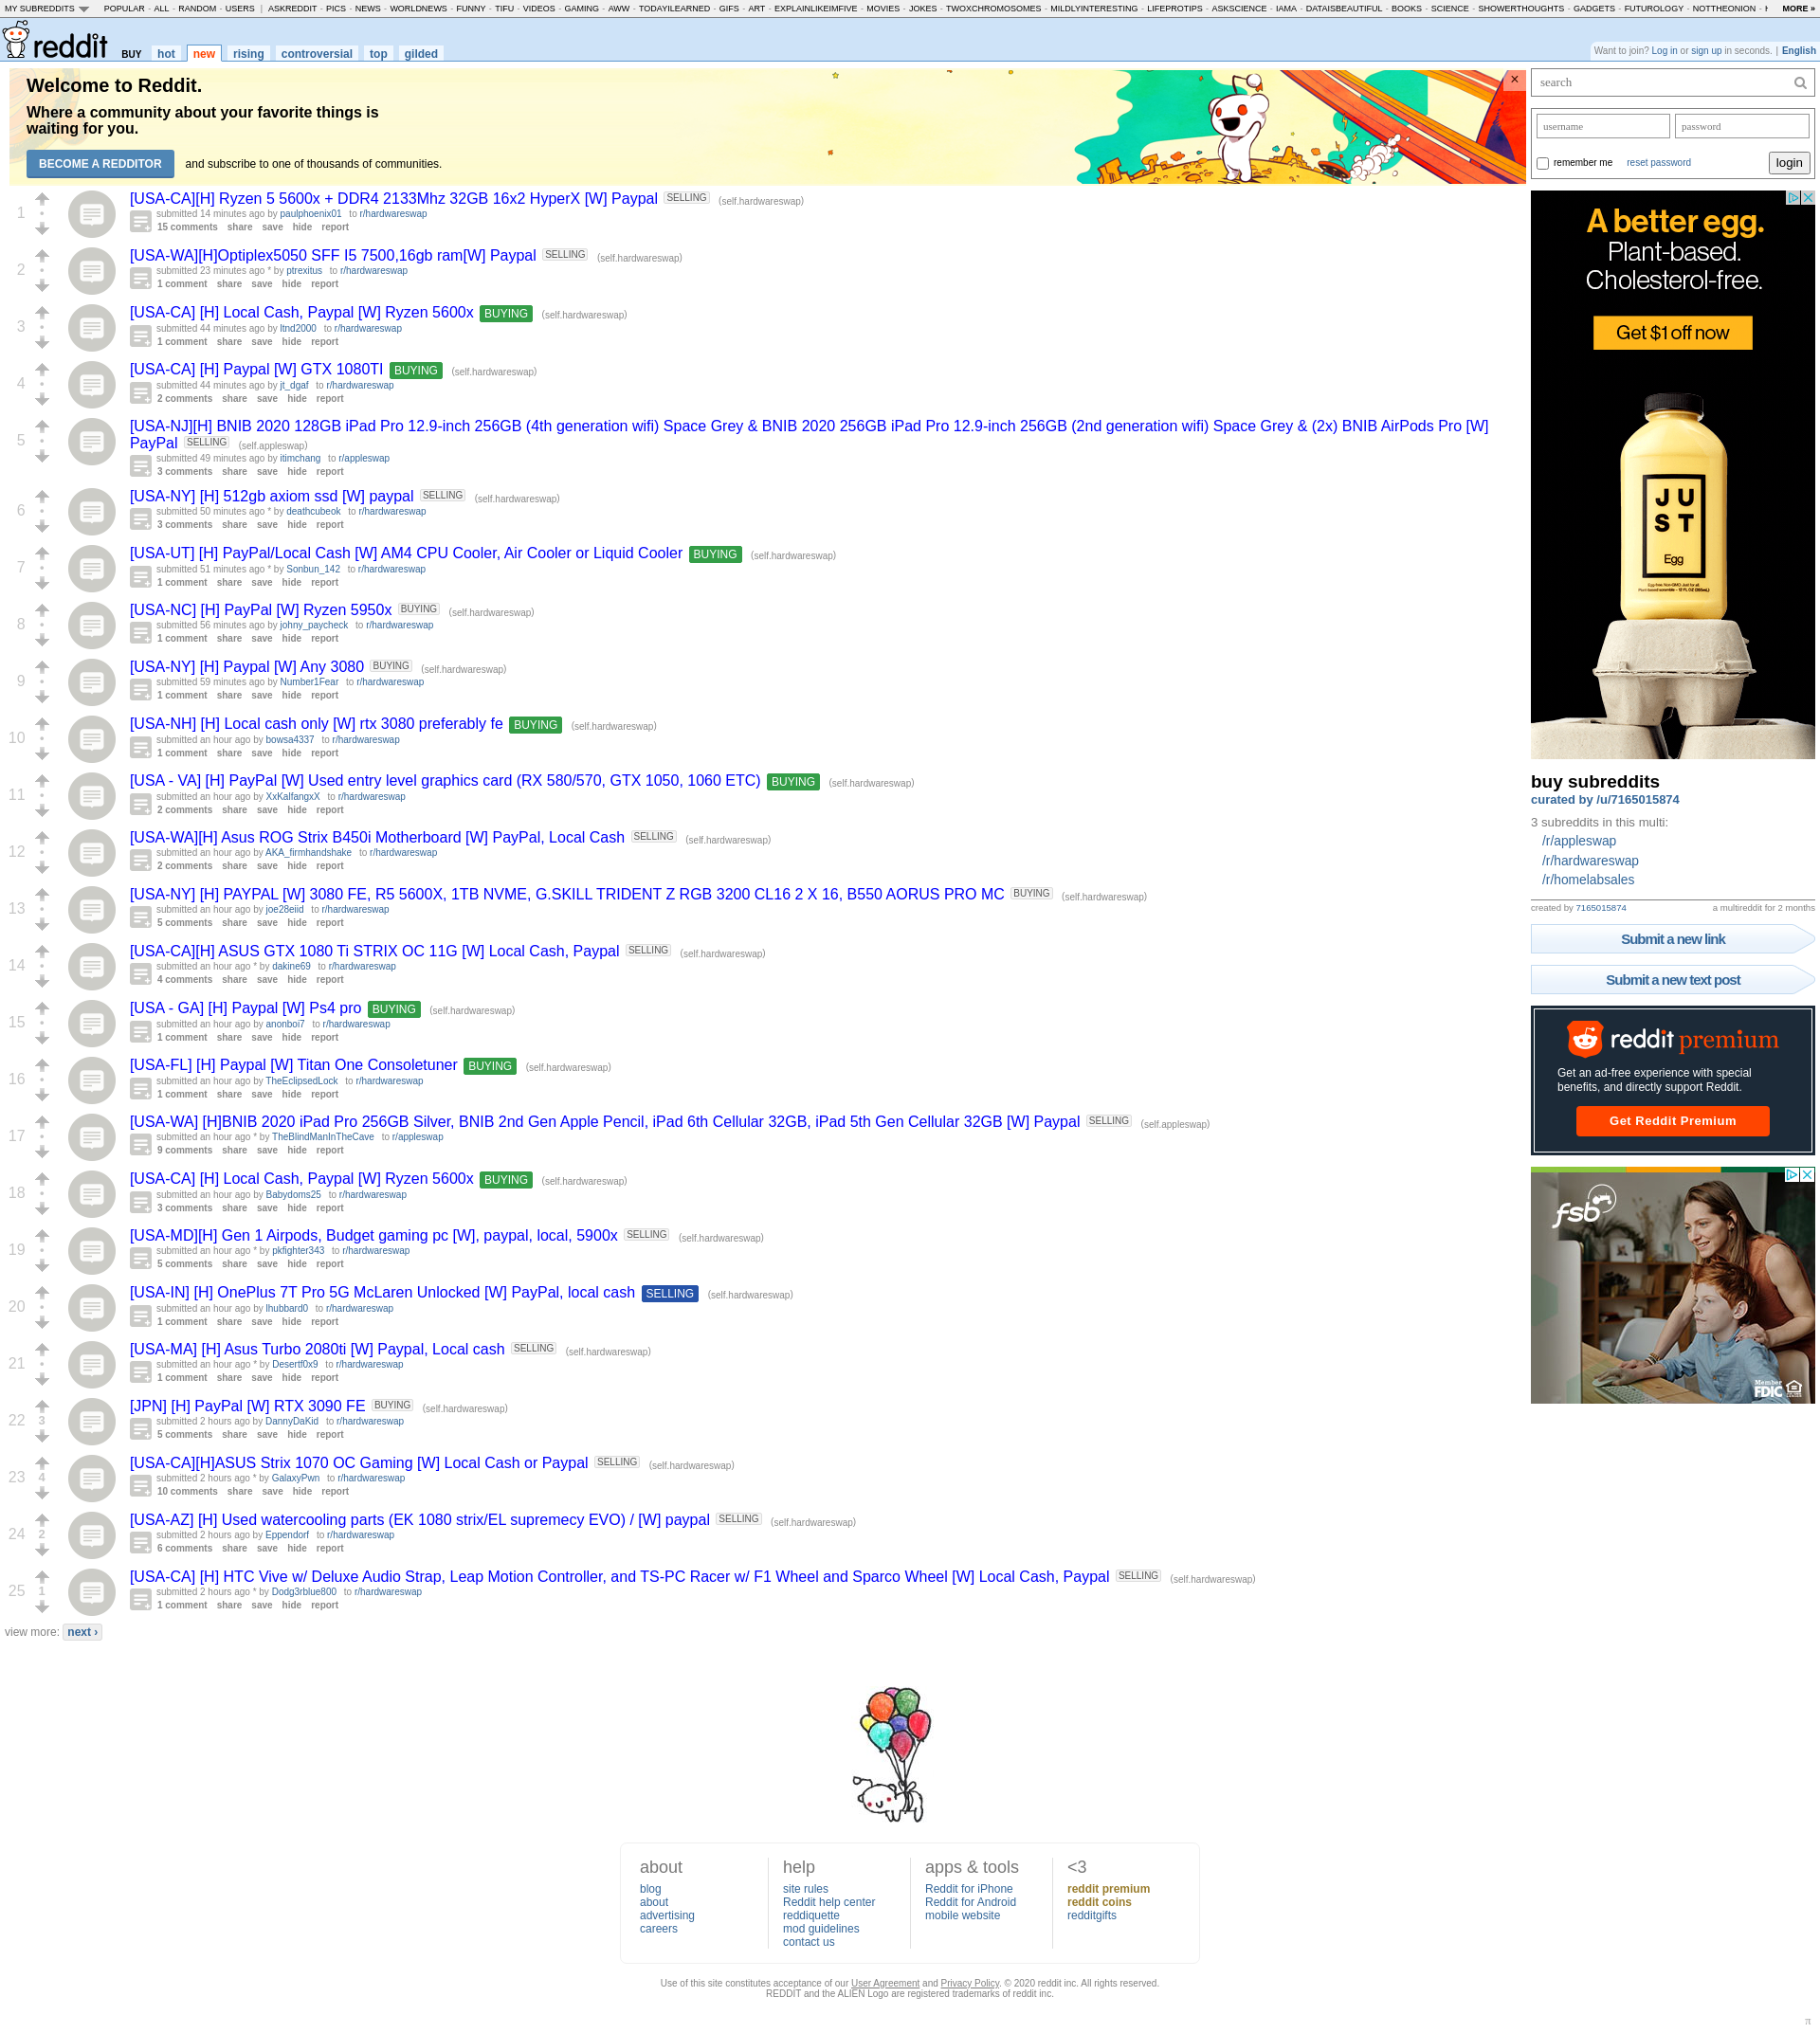 MY SUBREDDITS POPULAR - ALL - RANDOM - USERS | ASKREDDIT - PICS - NEWS - WORLDNEWS - FUNNY - TIFU - VIDEOS - GAMING - AWW - TODAYILEARNED - GIFS - ART - EXPLAINLIKEIMFIVE - MOVIES - JOKES - TWOXCHROMOSOMES - MILDLYINTERESTING - LIFEPROTIPS - ASKSCIENCE - IAMA - DATAISBEAUTIFUL - BOOKS - SCIENCE - SHOWERTHOUGHTS - GADGETS - FUTUROLOGY - NOTTHEONION - MORE »
reddit BUY hot new rising controversial top gilded
Want to join? Log in or sign up in seconds. | English
Welcome to Reddit.
Where a community about your favorite things is
waiting for you.
BECOME A REDDITOR and subscribe to one of thousands of communities.
×
1
[USA-CA][H] Ryzen 5 5600x + DDR4 2133Mhz 32GB 16x2 HyperX [W] Paypal SELLING (self.hardwareswap)
submitted 14 minutes ago by paulphoenix01 to r/hardwareswap
15 comments share save hide report
2
[USA-WA][H]Optiplex5050 SFF I5 7500,16gb ram[W] Paypal SELLING (self.hardwareswap)
submitted 23 minutes ago * by ptrexitus to r/hardwareswap
1 comment share save hide report
3
[USA-CA] [H] Local Cash, Paypal [W] Ryzen 5600x BUYING (self.hardwareswap)
submitted 44 minutes ago by ltnd2000 to r/hardwareswap
1 comment share save hide report
4
[USA-CA] [H] Paypal [W] GTX 1080TI BUYING (self.hardwareswap)
submitted 44 minutes ago by jt_dgaf to r/hardwareswap
2 comments share save hide report
5
[USA-NJ][H] BNIB 2020 128GB iPad Pro 12.9-inch 256GB (4th generation wifi) Space Grey & BNIB 2020 256GB iPad Pro 12.9-inch 256GB (2nd generation wifi) Space Grey & (2x) BNIB AirPods Pro [W]
PayPal SELLING (self.appleswap)
submitted 49 minutes ago by itimchang to r/appleswap
3 comments share save hide report
6
[USA-NY] [H] 512gb axiom ssd [W] paypal SELLING (self.hardwareswap)
submitted 50 minutes ago * by deathcubeok to r/hardwareswap
3 comments share save hide report
7
[USA-UT] [H] PayPal/Local Cash [W] AM4 CPU Cooler, Air Cooler or Liquid Cooler BUYING (self.hardwareswap)
submitted 51 minutes ago * by Sonbun_142 to r/hardwareswap
1 comment share save hide report
8
[USA-NC] [H] PayPal [W] Ryzen 5950x BUYING (self.hardwareswap)
submitted 56 minutes ago by johny_paycheck to r/hardwareswap
1 comment share save hide report
9
[USA-NY] [H] Paypal [W] Any 3080 BUYING (self.hardwareswap)
submitted 59 minutes ago by Number1Fear to r/hardwareswap
1 comment share save hide report
10
[USA-NH] [H] Local cash only [W] rtx 3080 preferably fe BUYING (self.hardwareswap)
submitted an hour ago by bowsa4337 to r/hardwareswap
1 comment share save hide report
11
[USA - VA] [H] PayPal [W] Used entry level graphics card (RX 580/570, GTX 1050, 1060 ETC) BUYING (self.hardwareswap)
submitted an hour ago by XxKalfangxX to r/hardwareswap
2 comments share save hide report
12
[USA-WA][H] Asus ROG Strix B450i Motherboard [W] PayPal, Local Cash SELLING (self.hardwareswap)
submitted an hour ago by AKA_firmhandshake to r/hardwareswap
2 comments share save hide report
13
[USA-NY] [H] PAYPAL [W] 3080 FE, R5 5600X, 1TB NVME, G.SKILL TRIDENT Z RGB 3200 CL16 2 X 16, B550 AORUS PRO MC BUYING (self.hardwareswap)
submitted an hour ago by joe28eiid to r/hardwareswap
5 comments share save hide report
14
[USA-CA][H] ASUS GTX 1080 Ti STRIX OC 11G [W] Local Cash, Paypal SELLING (self.hardwareswap)
submitted an hour ago * by dakine69 to r/hardwareswap
4 comments share save hide report
15
[USA - GA] [H] Paypal [W] Ps4 pro BUYING (self.hardwareswap)
submitted an hour ago by anonboi7 to r/hardwareswap
1 comment share save hide report
16
[USA-FL] [H] Paypal [W] Titan One Consoletuner BUYING (self.hardwareswap)
submitted an hour ago by TheEclipsedLock to r/hardwareswap
1 comment share save hide report
17
[USA-WA] [H]BNIB 2020 iPad Pro 256GB Silver, BNIB 2nd Gen Apple Pencil, iPad 6th Cellular 32GB, iPad 5th Gen Cellular 32GB [W] Paypal SELLING (self.appleswap)
submitted an hour ago * by TheBlindManInTheCave to r/appleswap
9 comments share save hide report
18
[USA-CA] [H] Local Cash, Paypal [W] Ryzen 5600x BUYING (self.hardwareswap)
submitted an hour ago by Babydoms25 to r/hardwareswap
3 comments share save hide report
19
[USA-MD][H] Gen 1 Airpods, Budget gaming pc [W], paypal, local, 5900x SELLING (self.hardwareswap)
submitted an hour ago * by pkfighter343 to r/hardwareswap
5 comments share save hide report
20
[USA-IN] [H] OnePlus 7T Pro 5G McLaren Unlocked [W] PayPal, local cash SELLING (self.hardwareswap)
submitted an hour ago by lhubbard0 to r/hardwareswap
1 comment share save hide report
21
[USA-MA] [H] Asus Turbo 2080ti [W] Paypal, Local cash SELLING (self.hardwareswap)
submitted an hour ago * by Desertf0x9 to r/hardwareswap
1 comment share save hide report
22 3
[JPN] [H] PayPal [W] RTX 3090 FE BUYING (self.hardwareswap)
submitted 2 hours ago by DannyDaKid to r/hardwareswap
5 comments share save hide report
23 4
[USA-CA][H]ASUS Strix 1070 OC Gaming [W] Local Cash or Paypal SELLING (self.hardwareswap)
submitted 2 hours ago * by GalaxyPwn to r/hardwareswap
10 comments share save hide report
24 2
[USA-AZ] [H] Used watercooling parts (EK 1080 strix/EL supremecy EVO) / [W] paypal SELLING (self.hardwareswap)
submitted 2 hours ago by Eppendorf to r/hardwareswap
6 comments share save hide report
25 1
[USA-CA] [H] HTC Vive w/ Deluxe Audio Strap, Leap Motion Controller, and TS-PC Racer w/ F1 Wheel and Sparco Wheel [W] Local Cash, Paypal SELLING (self.hardwareswap)
submitted 2 hours ago * by Dodg3rblue800 to r/hardwareswap
1 comment share save hide report
view more: next ›
search
username password
remember me reset password login
A better egg.
Plant-based.
Cholesterol-free.
Get $1 off now
JU
ST
Egg
buy subreddits
curated by /u/7165015874
3 subreddits in this multi:
/r/appleswap
/r/hardwareswap
/r/homelabsales
created by 7165015874 a multireddit for 2 months
Submit a new link
Submit a new text post
reddit premium
Get an ad-free experience with special
benefits, and directly support Reddit.
Get Reddit Premium
fsb
Member
FDIC
about
blog
about
advertising
careers
help
site rules
Reddit help center
reddiquette
mod guidelines
contact us
apps & tools
Reddit for iPhone
Reddit for Android
mobile website
<3
reddit premium
reddit coins
redditgifts
Use of this site constitutes acceptance of our User Agreement and Privacy Policy. © 2020 reddit inc. All rights reserved.
REDDIT and the ALIEN Logo are registered trademarks of reddit inc.
π